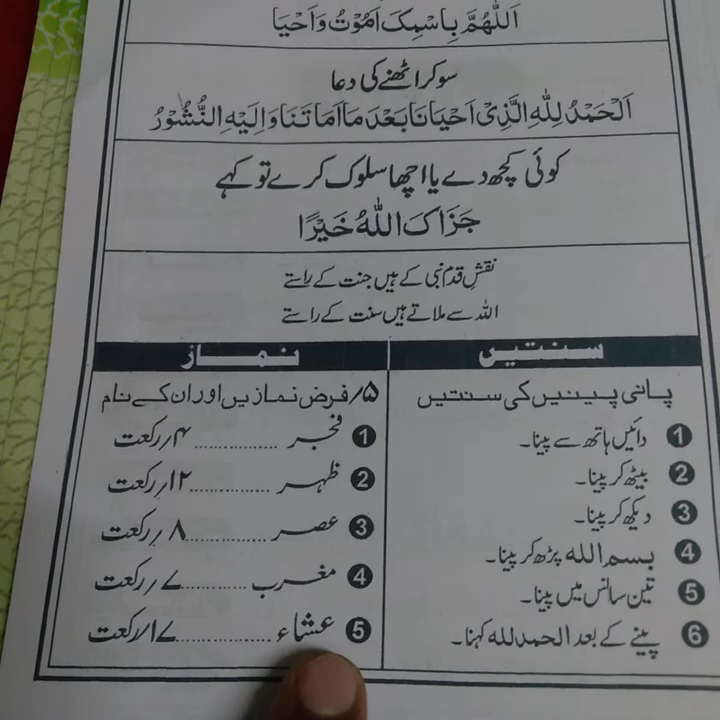 اَللّٰهُمَّ بِاسْمِكَ اَمُوْتُ وَاَحْيَا
سو کر اٹھنے کی دعا
اَلْحَمْدُ لِلّٰهِ الَّذِیْ اَحْیَانَا بَعْدَ مَا اَمَاتَنَا وَاِلَیْهِ النُّشُوْرُ
کوئی کچھ دے یا اچھا سلوک کرے تو کہے
جَزَاكَ اللّٰهُ خَیْرًا
نقشِ قدم نبی کے ہیں جنت کے راستے
اللہ سے ملاتے ہیں سنت کے راستے
سنتیں
پانی پینیں کی سنتیں
1 دائیں ہاتھ سے پینا۔
2 بیٹھ کر پینا۔
3 دیکھ کر پینا۔
4 بسم اللہ پڑھ کر پینا۔
5 تین سانس میں پینا۔
6 پینے کے بعد الحمدللہ کہنا۔
نماز
۵/ فرض نمازیں اور ان کے نام
1 فجر ................ ۴/ رکعت
2 ظہر ................ ۱۲/ رکعت
3 عصر ................ ۸/ رکعت
4 مغرب ................ ۷/ رکعت
5 عشاء ................ ۱۷/ رکعت